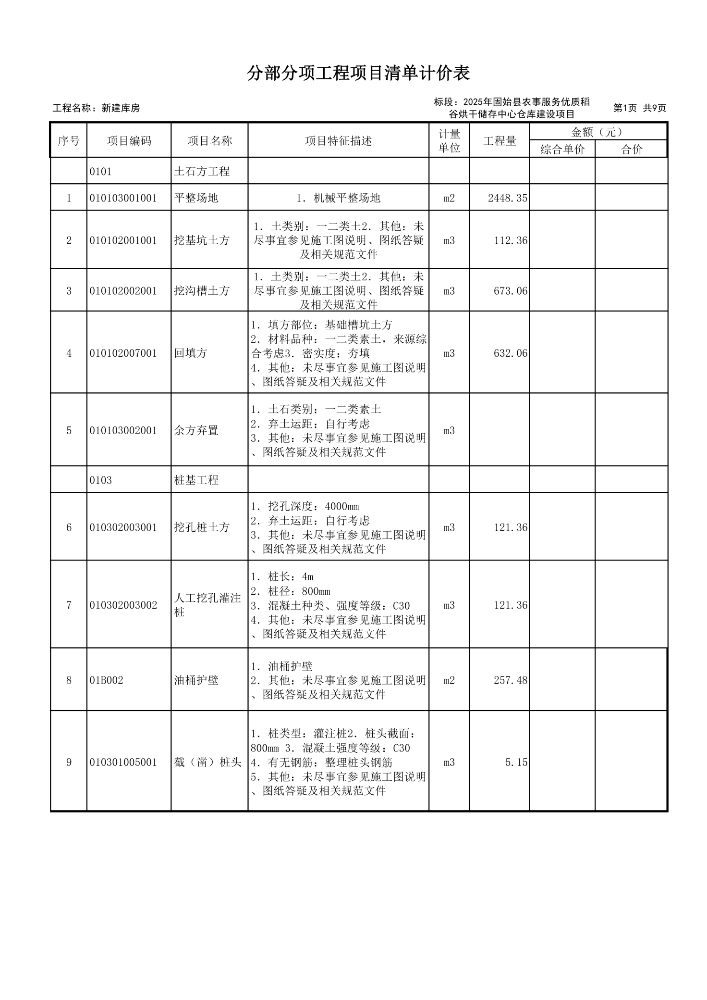 分部分项工程项目清单计价表
工程名称：新建库房
标段：2025年固始县农事服务优质稻
谷烘干储存中心仓库建设项目
第1页 共9页
序号 项目编码 项目名称 项目特征描述 计量单位 工程量 金额（元）
综合单价 合价
0101 土石方工程
1 010103001001 平整场地 1. 机械平整场地 m2 2448.35
2 010102001001 挖基坑土方 1. 土类别：一二类土2. 其他：未
尽事宜参见施工图说明、图纸答疑
及相关规范文件 m3 112.36
3 010102002001 挖沟槽土方 1. 土类别：一二类土2. 其他：未
尽事宜参见施工图说明、图纸答疑
及相关规范文件 m3 673.06
4 010102007001 回填方 1. 填方部位：基础槽坑土方
2. 材料品种：一二类素土，来源综
合考虑3. 密实度：夯填
4. 其他：未尽事宜参见施工图说明
、图纸答疑及相关规范文件 m3 632.06
5 010103002001 余方弃置 1. 土石类别：一二类素土
2. 弃土运距：自行考虑
3. 其他：未尽事宜参见施工图说明
、图纸答疑及相关规范文件 m3
0103 桩基工程
6 010302003001 挖孔桩土方 1. 挖孔深度：4000mm
2. 弃土运距：自行考虑
3. 其他：未尽事宜参见施工图说明
、图纸答疑及相关规范文件 m3 121.36
7 010302003002 人工挖孔灌注
桩 1. 桩长：4m
2. 桩径：800mm
3. 混凝土种类、强度等级：C30
4. 其他：未尽事宜参见施工图说明
、图纸答疑及相关规范文件 m3 121.36
8 01B002 油桶护壁 1. 油桶护壁
2. 其他：未尽事宜参见施工图说明
、图纸答疑及相关规范文件 m2 257.48
9 010301005001 截（凿）桩头 1. 桩类型：灌注桩2. 桩头截面：
800mm 3. 混凝土强度等级：C30
4. 有无钢筋：整理桩头钢筋
5. 其他：未尽事宜参见施工图说明
、图纸答疑及相关规范文件 m3 5.15